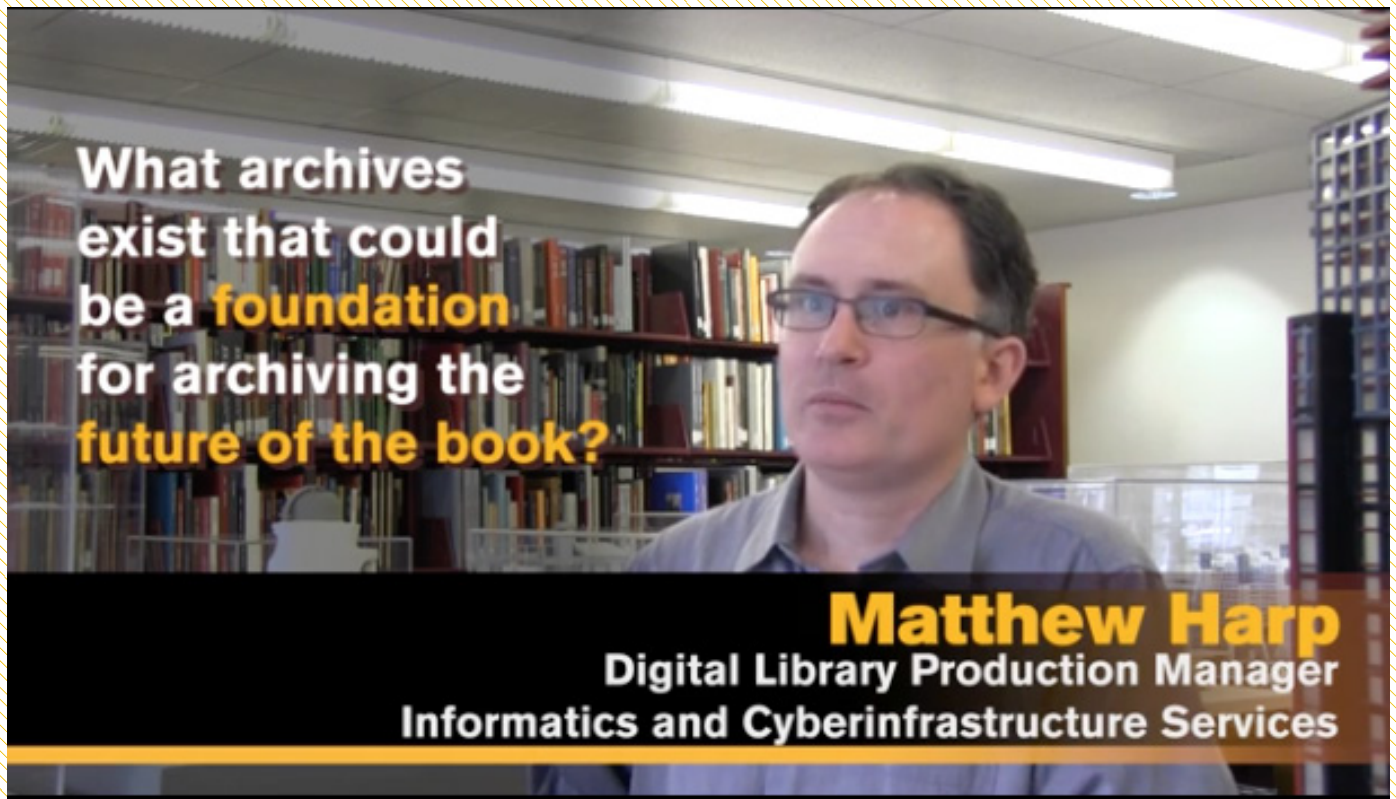 What archives
exist that could
be a foundation
for archiving the
future of the book?
Matthew Harp
Digital Library Production Manager
Informatics and Cyberinfrastructure Services